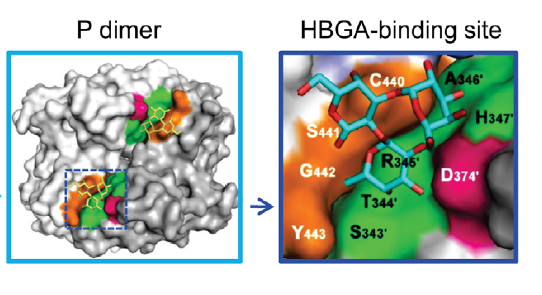 P dimer
HBGA-binding site
C440
A346'
H347'
S441
R345'
G442
D374'
T344'
Y443
S343'